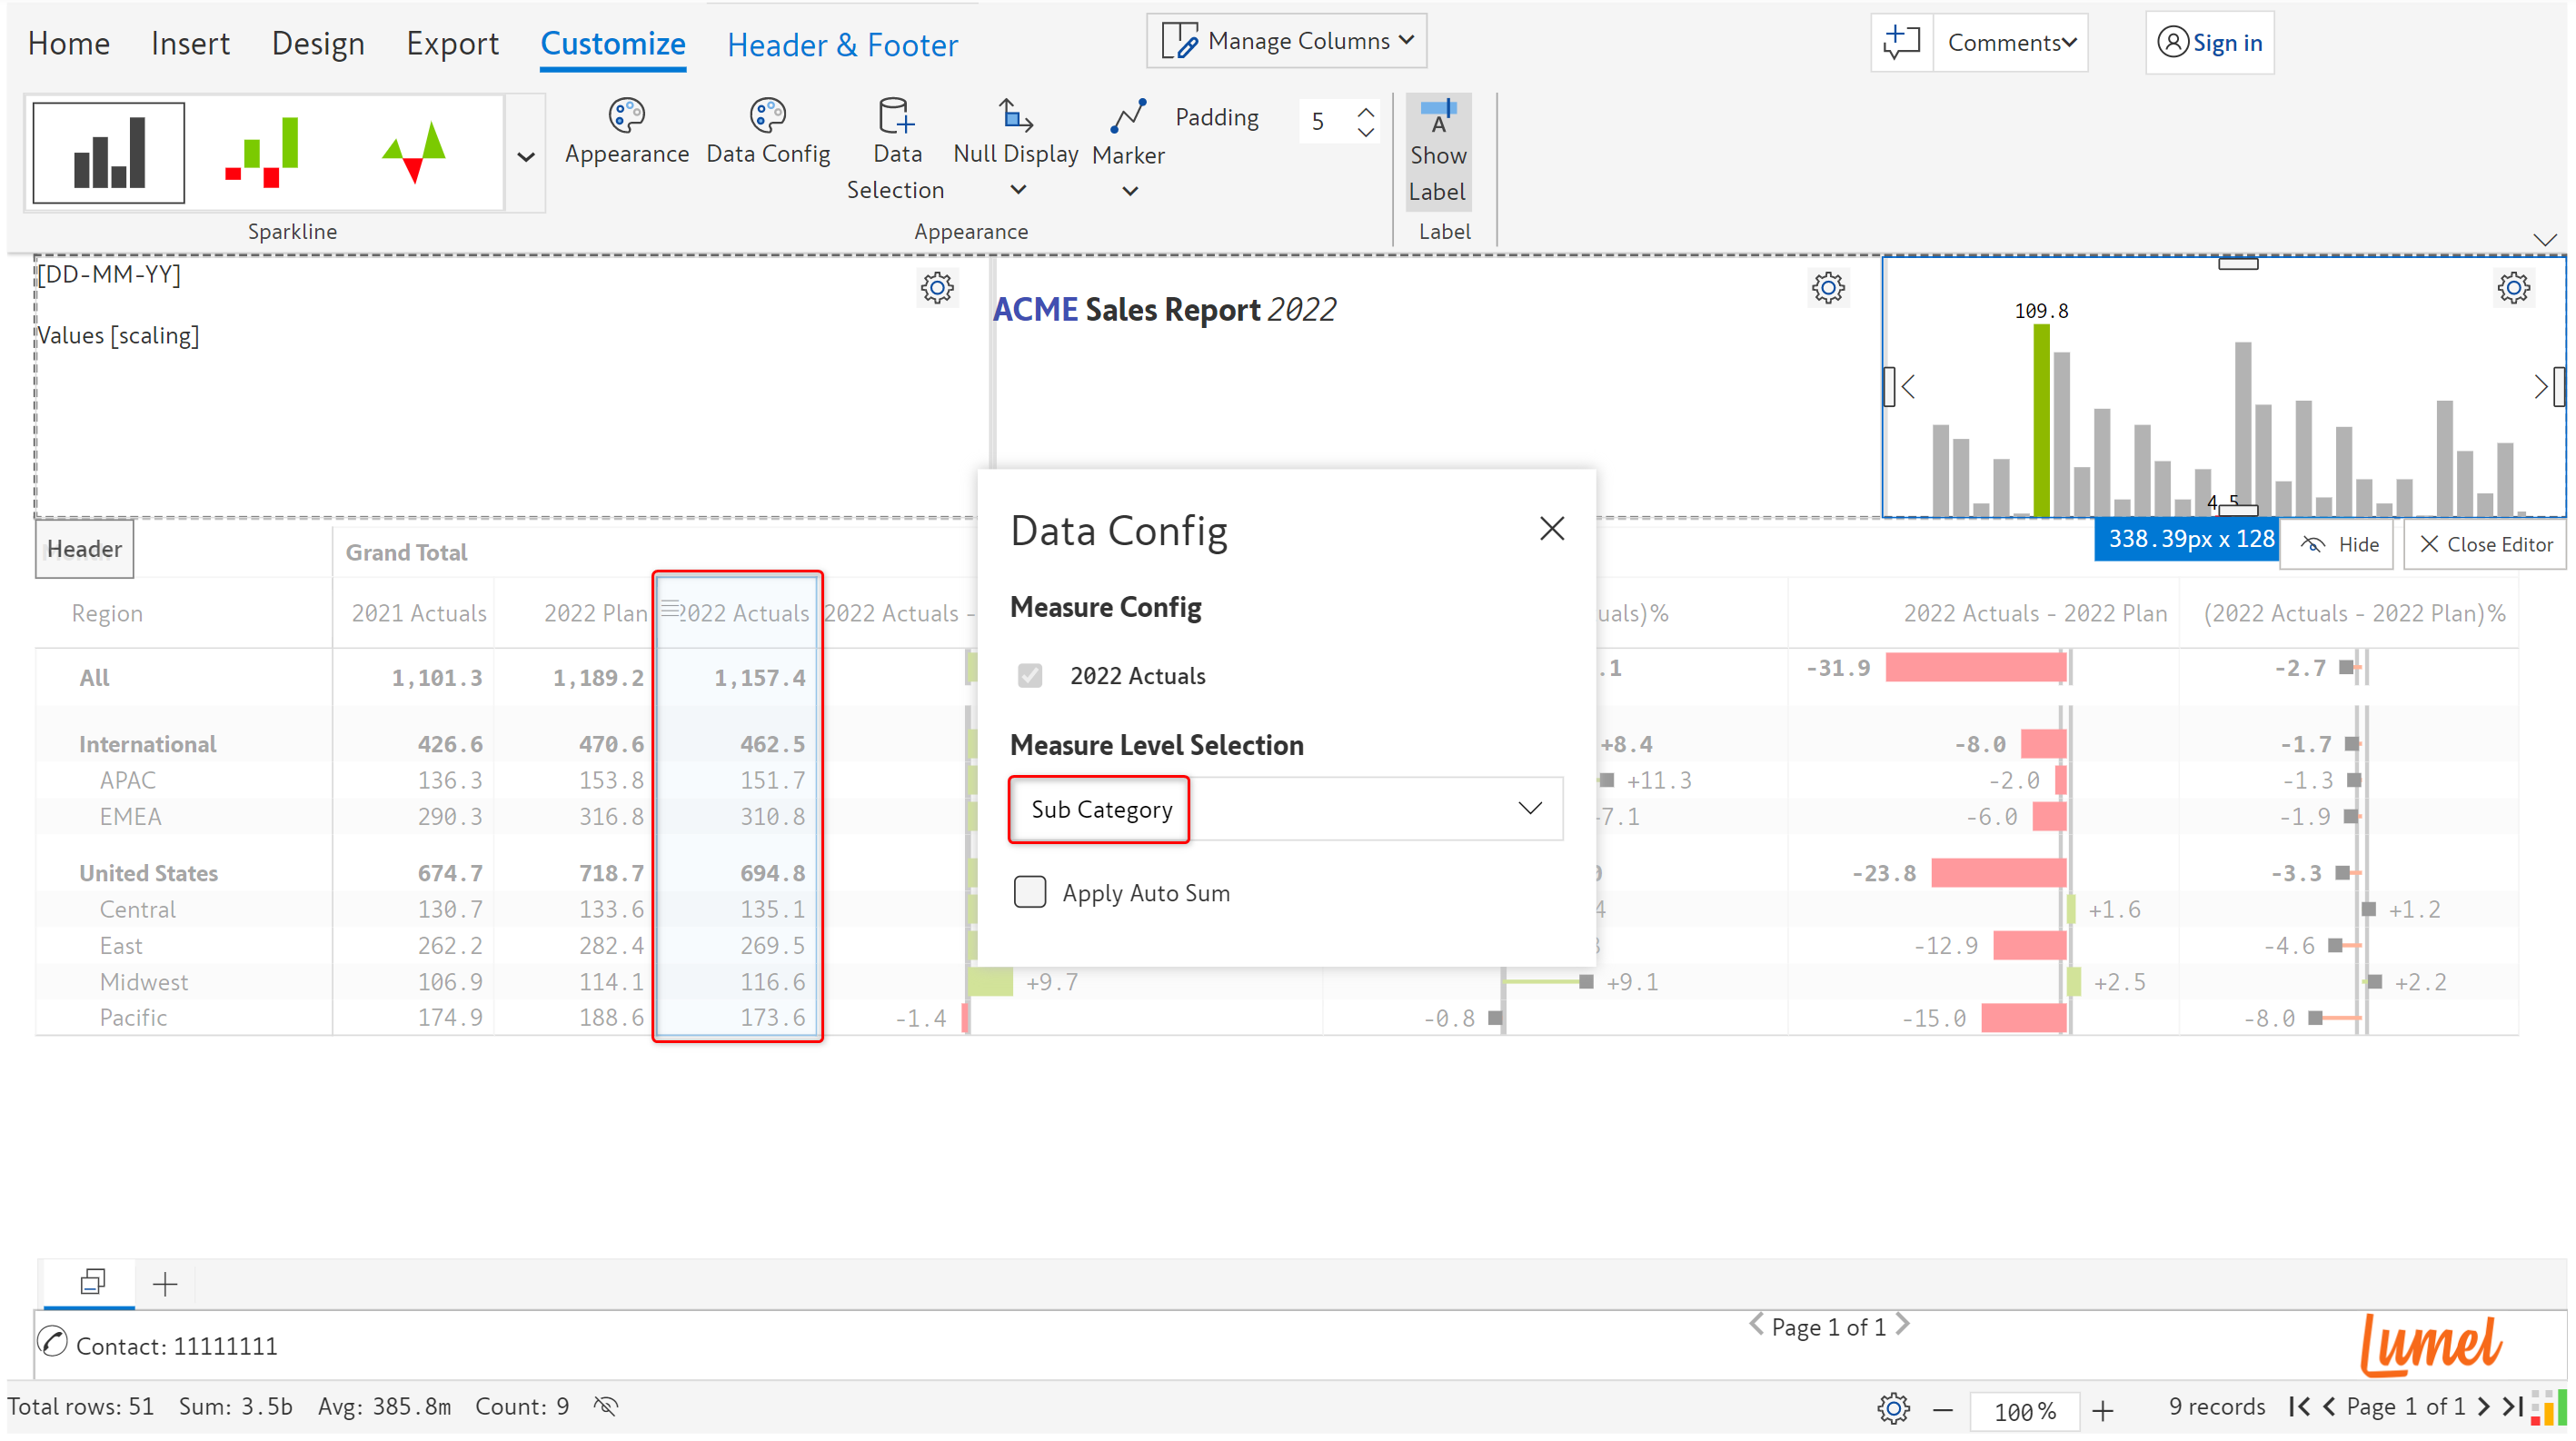 Home Insert Design Export Customize Header & Footer Manage Columns Comments Sign in
Appearance Data Config Data Selection Null Display Marker Padding 5 Show Label
Sparkline Appearance Label
[DD-MM-YY]
Values [scaling]
ACME Sales Report 2022
109.8
4.5
338.39px x 128 Hide Close Editor
Header Grand Total
Region 2021 Actuals 2022 Plan 2022 Actuals 2022 Actuals - uals)% 2022 Actuals - 2022 Plan (2022 Actuals - 2022 Plan)%
All 1,101.3 1,189.2 1,157.4 .1 -31.9 -2.7
International 426.6 470.6 462.5 +8.4 -8.0 -1.7
APAC 136.3 153.8 151.7 +11.3 -2.0 -1.3
EMEA 290.3 316.8 310.8 7.1 -6.0 -1.9
United States 674.7 718.7 694.8 -23.8 -3.3
Central 130.7 133.6 135.1 4 +1.6 +1.2
East 262.2 282.4 269.5 -12.9 -4.6
Midwest 106.9 114.1 116.6 +9.7 +9.1 +2.5 +2.2
Pacific 174.9 188.6 173.6 -1.4 -0.8 -15.0 -8.0
Data Config
Measure Config
2022 Actuals
Measure Level Selection
Sub Category
Apply Auto Sum
Contact: 11111111 Page 1 of 1 Lumel
Total rows: 51 Sum: 3.5b Avg: 385.8m Count: 9 100% 9 records Page 1 of 1